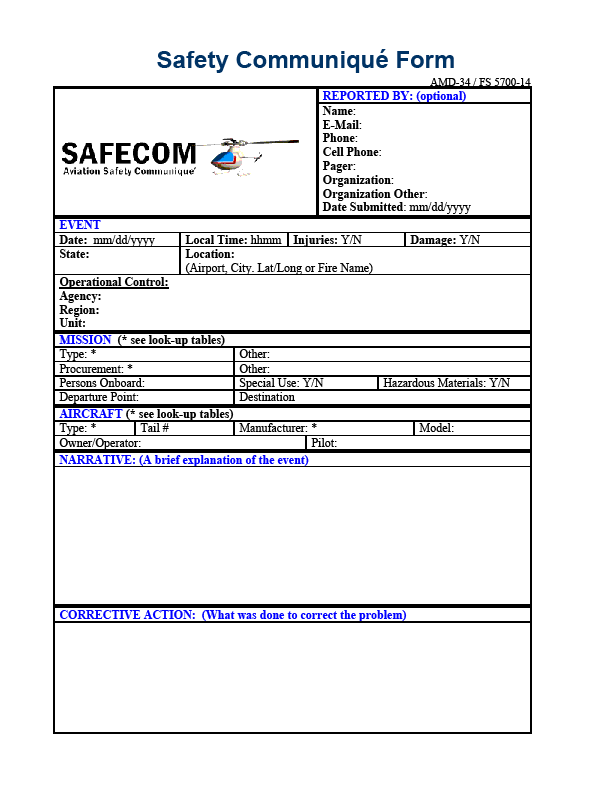 Safety Communiqué Form
AMD-34 / FS 5700-14
SAFECOM
Aviation Safety Communiqué
REPORTED BY: (optional)
Name:
E-Mail:
Phone:
Cell Phone:
Pager:
Organization:
Organization Other:
Date Submitted: mm/dd/yyyy
EVENT
Date: mm/dd/yyyy Local Time: hhmm Injuries: Y/N Damage: Y/N
State: Location:
(Airport, City. Lat/Long or Fire Name)
Operational Control:
Agency:
Region:
Unit:
MISSION (* see look-up tables)
Type: * Other:
Procurement: * Other:
Persons Onboard: Special Use: Y/N Hazardous Materials: Y/N
Departure Point: Destination
AIRCRAFT (* see look-up tables)
Type: * Tail # Manufacturer: * Model:
Owner/Operator: Pilot:
NARRATIVE: (A brief explanation of the event)
CORRECTIVE ACTION: (What was done to correct the problem)